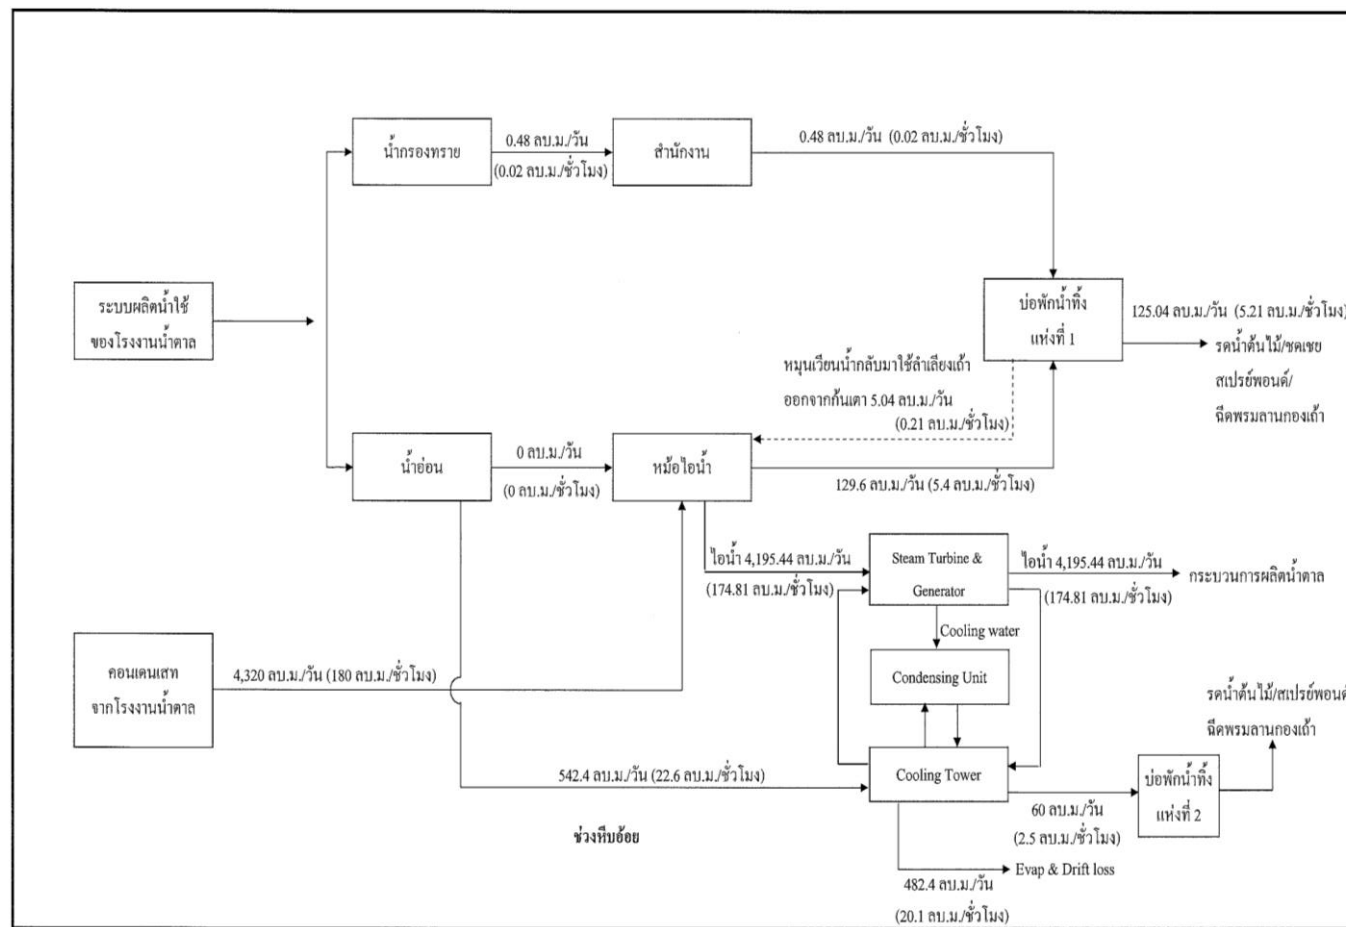 น้ำกรองทราย
0.48 ลบ.ม./วัน
(0.02 ลบ.ม./ชั่วโมง)
สำนักงาน
0.48 ลบ.ม./วัน (0.02 ลบ.ม./ชั่วโมง)
ระบบผลิตน้ำใช้
ของโรงงานน้ำตาล
บ่อพักน้ำทิ้ง
แห่งที่ 1
125.04 ลบ.ม./วัน (5.21 ลบ.ม./ชั่วโมง)
รดน้ำต้นไม้/ชดเชย
สเปรย์พอนด์/
ฉีดพรมลานกองเถ้า
หมุนเวียนน้ำกลับมาใช้ลำเลียงเถ้า
ออกจากก้นเตา 5.04 ลบ.ม./วัน
(0.21 ลบ.ม./ชั่วโมง)
น้ำอ่อน
0 ลบ.ม./วัน
(0 ลบ.ม./ชั่วโมง)
หม้อไอน้ำ
129.6 ลบ.ม./วัน (5.4 ลบ.ม./ชั่วโมง)
ไอน้ำ 4,195.44 ลบ.ม./วัน
(174.81 ลบ.ม./ชั่วโมง)
Steam Turbine &
Generator
ไอน้ำ 4,195.44 ลบ.ม./วัน
(174.81 ลบ.ม./ชั่วโมง)
กระบวนการผลิตน้ำตาล
Cooling water
คอนเดนเสท
จากโรงงานน้ำตาล
4,320 ลบ.ม./วัน (180 ลบ.ม./ชั่วโมง)
Condensing Unit
รดน้ำต้นไม้/สเปรย์พอนด์
ฉีดพรมลานกองเถ้า
542.4 ลบ.ม./วัน (22.6 ลบ.ม./ชั่วโมง)
Cooling Tower
60 ลบ.ม./วัน
(2.5 ลบ.ม./ชั่วโมง)
บ่อพักน้ำทิ้ง
แห่งที่ 2
ช่วงหีบอ้อย
Evap & Drift loss
482.4 ลบ.ม./วัน
(20.1 ลบ.ม./ชั่วโมง)